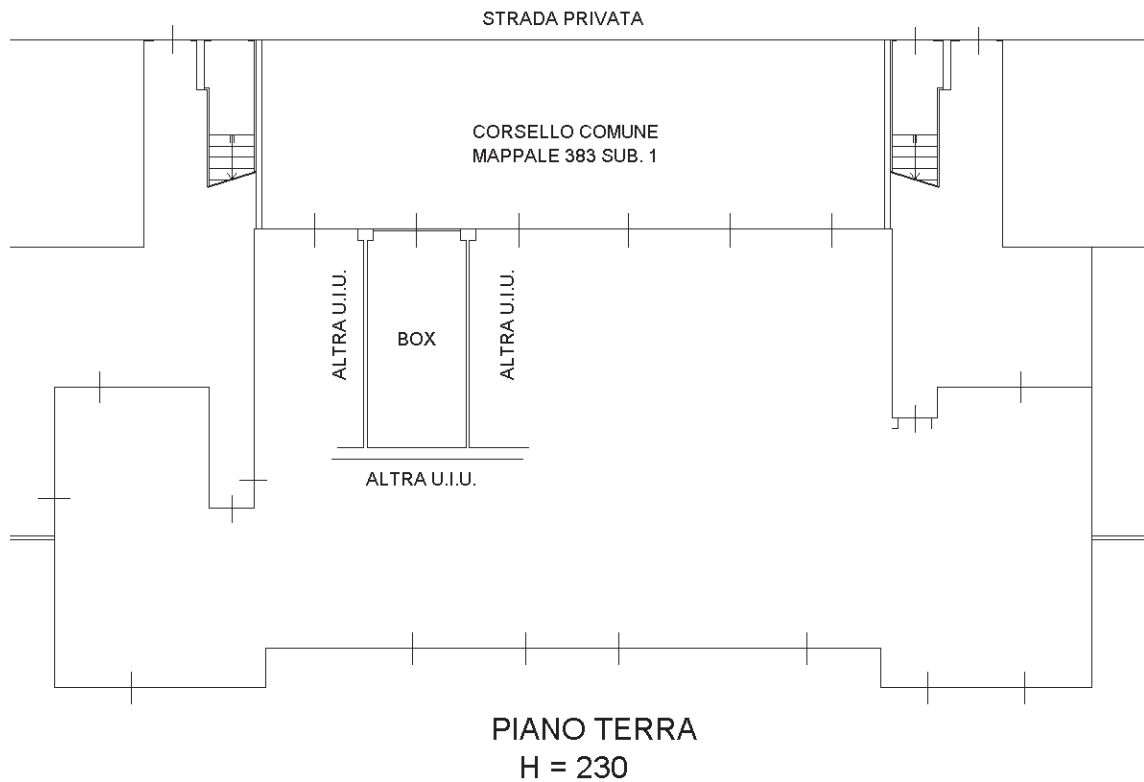 STRADA PRIVATA
CORSELLO COMUNE
MAPPALE 383 SUB. 1
ALTRA U.I.U.
BOX
ALTRA U.I.U.
ALTRA U.I.U.
PIANO TERRA
H = 230